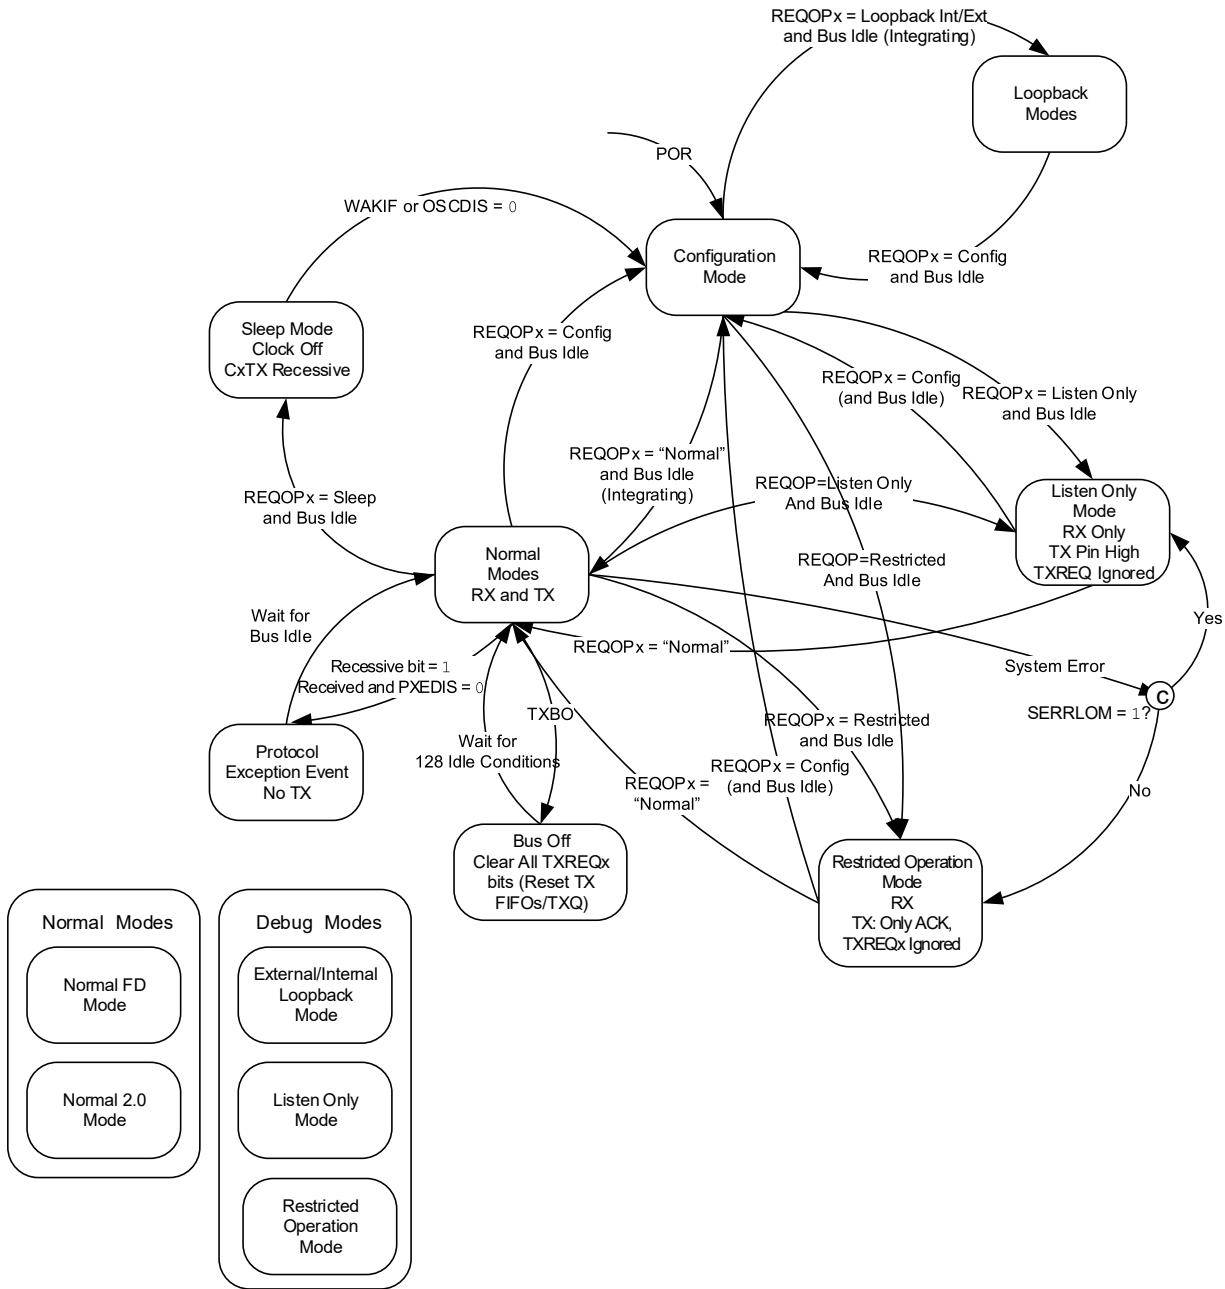 REQOPx = Loopback Int/Ext
and Bus Idle (Integrating)
Loopback
Modes
POR
WAKIF or OSCDIS = 0
Configuration
Mode
REQOPx = Config
and Bus Idle
Sleep Mode
Clock Off
CxTX Recessive
REQOPx = Config
and Bus Idle
REQOPx = Config
(and Bus Idle)
REQOPx = Listen Only
and Bus Idle
REQOPx = “Normal”
and Bus Idle
(Integrating)
REQOP=Listen Only
And Bus Idle
REQOPx = Sleep
and Bus Idle
Listen Only
Mode
RX Only
TX Pin High
TXREQ Ignored
Normal
Modes
RX and TX
REQOP=Restricted
And Bus Idle
Wait for
Bus Idle
Yes
REQOPx = “Normal”
Recessive bit = 1
Received and PXEDIS = 0
System Error
C
SERRLOM = 1?
TXBO
REQOPx = Restricted
and Bus Idle
Wait for
128 Idle Conditions
Protocol
Exception Event
No TX
REQOPx = Config
(and Bus Idle)
REQOPx =
“Normal”
No
Bus Off
Clear All TXREQx
bits (Reset TX
FIFOs/TXQ)
Restricted Operation
Mode
RX
TX: Only ACK,
TXREQx Ignored
Normal Modes
Normal FD
Mode
Normal 2.0
Mode
Debug Modes
External/Internal
Loopback
Mode
Listen Only
Mode
Restricted
Operation
Mode